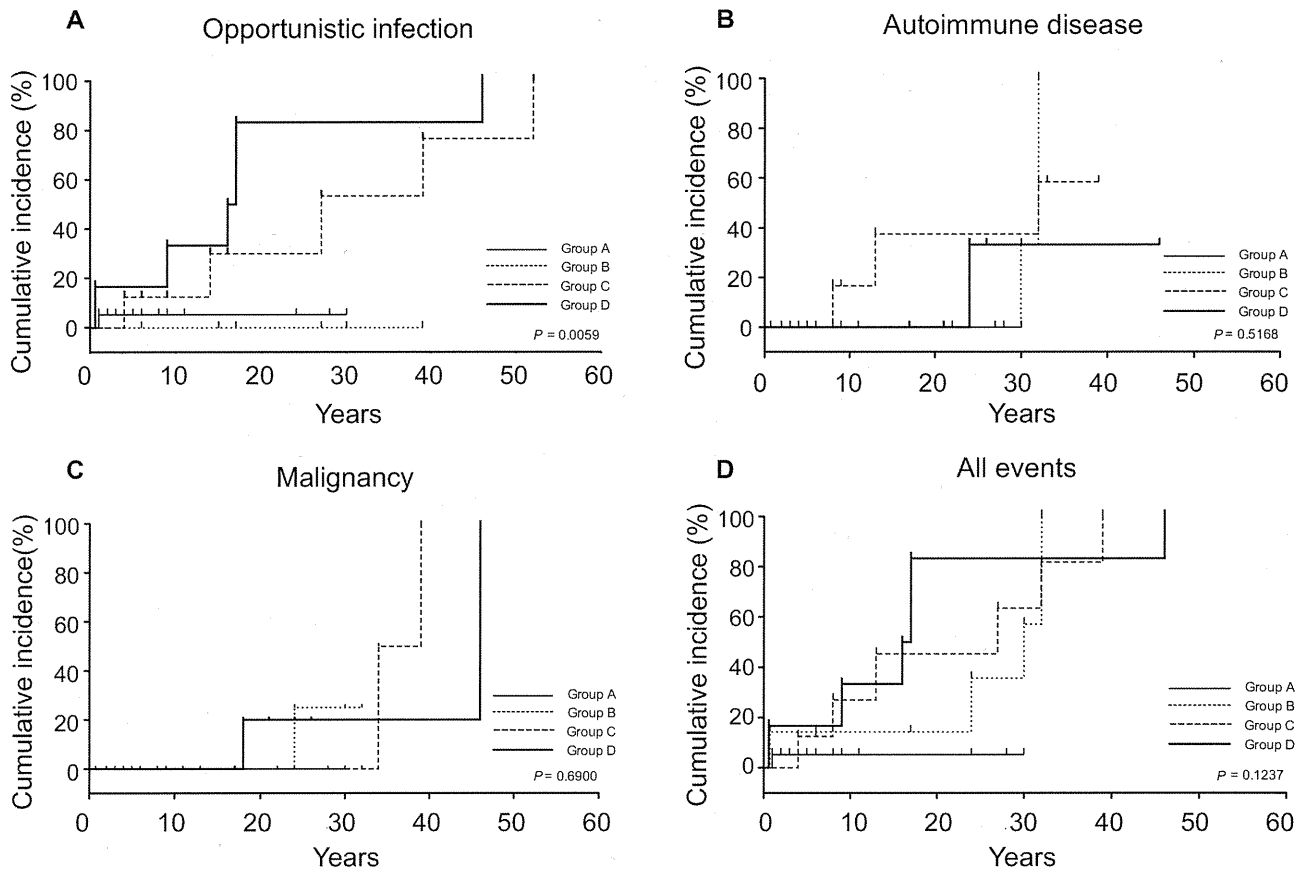 A
Opportunistic infection
Cumulative incidence (%)
100
80
60
40
20
0
0 10 20 30 40 50 60
Years
Group A
Group B
Group C
Group D
P = 0.0059
B
Autoimmune disease
Cumulative incidence (%)
100
80
60
40
20
0
0 10 20 30 40 50 60
Years
Group A
Group B
Group C
Group D
P = 0.5168
C
Malignancy
Cumulative incidence(%)
100
80
60
40
20
0
0 10 20 30 40 50 60
Years
Group A
Group B
Group C
Group D
P = 0.6900
D
All events
Cumulative incidence (%)
100
80
60
40
20
0
0 10 20 30 40 50 60
Years
Group A
Group B
Group C
Group D
P = 0.1237